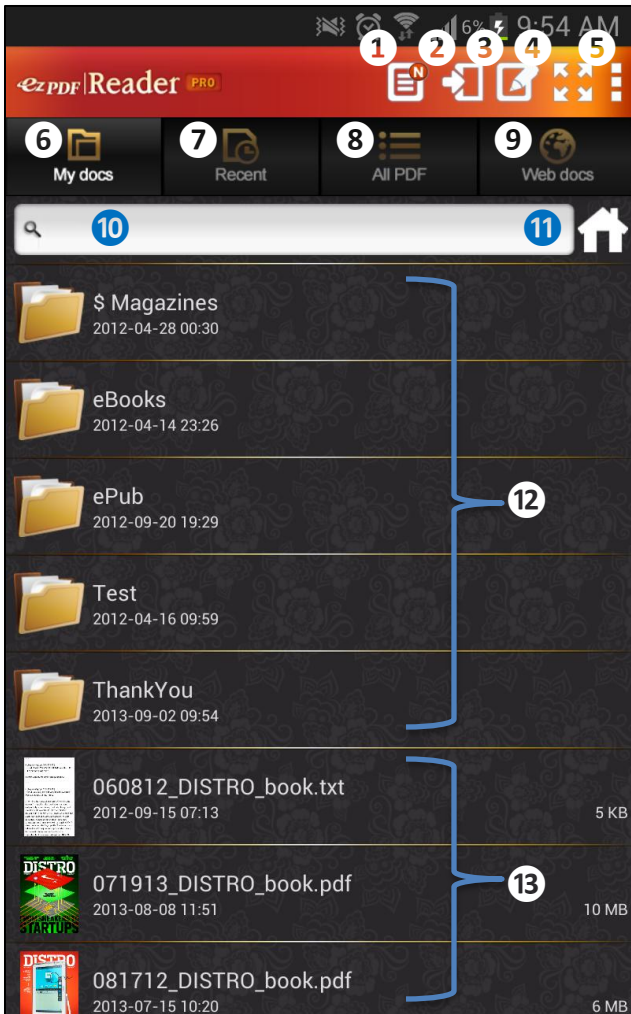 6% 9:54 AM
1 2 3 4 5
ezPDF Reader PRO
N
6 7 8 9
My docs Recent All PDF Web docs
10 11
$ Magazines
2012-04-28 00:30
eBooks
2012-04-14 23:26
ePub
2012-09-20 19:29
12
Test
2012-04-16 09:59
ThankYou
2013-09-02 09:54
060812_DISTRO_book.txt
2012-09-15 07:13 5 KB
DISTRO
071913_DISTRO_book.pdf 13
2013-08-08 11:51 10 MB
STARTUPS
DISTRO
081712_DISTRO_book.pdf
2013-07-15 10:20 6 MB